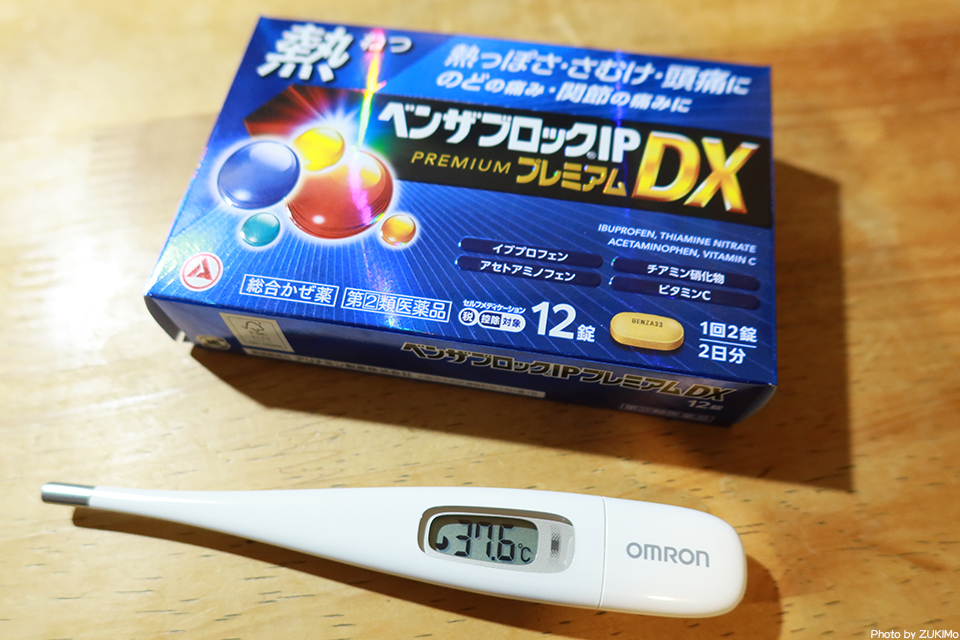 熱 ねつ
熱っぽさ・さむけ・頭痛に
のどの痛み・関節の痛みに
ベンザブロック®IP
PREMIUM プレミアム DX
IBUPROFEN, THIAMINE NITRATE
ACETAMINOPHEN, VITAMIN C
イブプロフェン
チアミン硝化物
アセトアミノフェン
ビタミンC
総合かぜ薬
第②類医薬品
セルフメディケーション
税 控除 対象
12錠
BENZA33
1回2錠
2日分
FSC
ベンザブロックIPプレミアムDX
12錠
37.6℃
OMRON
Photo by ZUKIMo